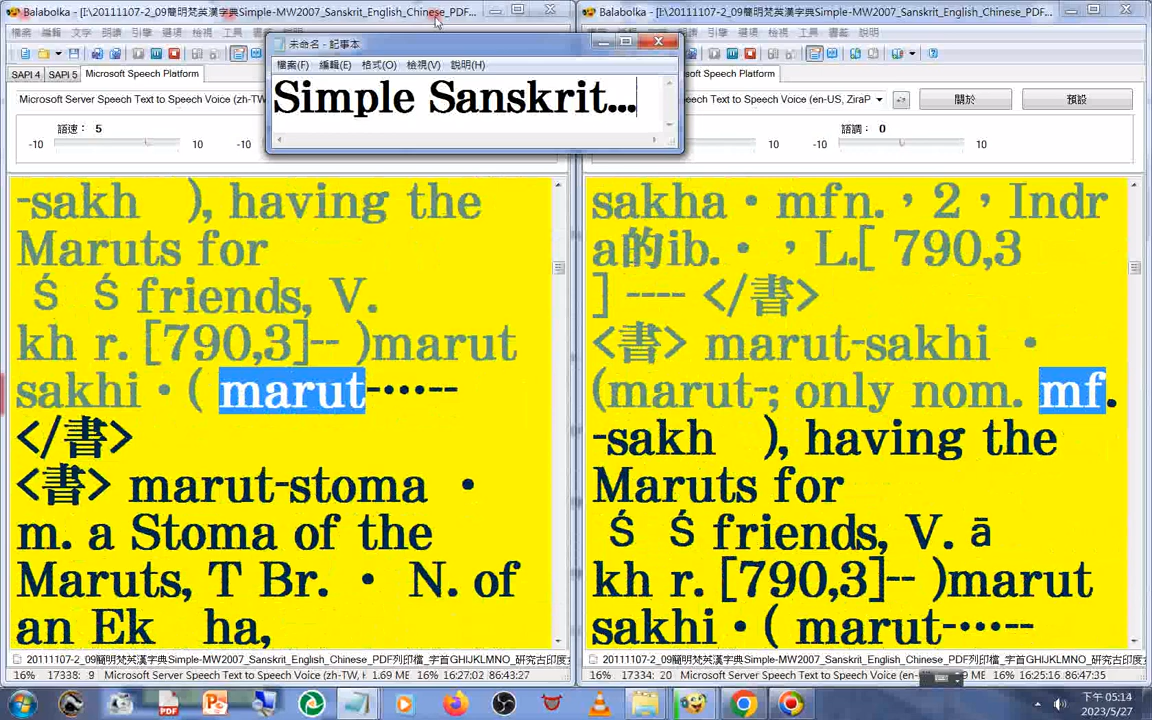 Balabolka - [I:\20111107-2_09簡明梵英漢字典Simple-MW2007_Sanskrit_English_Chinese_PDF...
Balabolka - [I:\20111107-2_09簡明梵英漢字典Simple-MW2007_Sanskrit_English_Chinese_PDF...
未命名 - 記事本
檔案(F) 編輯(E) 格式(O) 檢視(V) 說明(H)
Simple Sanskrit...
SAPI 4 SAPI 5 Microsoft Speech Platform
Speech Platform
Microsoft Server Speech Text to Speech Voice (zh-TW,
ech Text to Speech Voice (en-US, ZiraP
關於 預設
語速： 5
語調： 0
-10 10 -10
10 -10 10
-sakh ), having the
Maruts for
Ś Ś friends, V.
kh r. [790,3]-- )marut
sakhi•( marut-•••--
</書>
<書> marut-stoma •
m. a Stoma of the
Maruts, T Br. • N. of
an Ek ha,
sakha•mfn.，2，Indr
a的ib.•，L.[ 790,3
] ---- </書>
<書> marut-sakhi •
(marut-; only nom. mf.
-sakh ), having the
Maruts for
Ś Ś friends, V. ā
kh r. [790,3]-- )marut
sakhi•( marut-•••--
20111107-2_09簡明梵英漢字典Simple-MW2007_Sanskrit_English_Chinese_PDF列印檔_字首GHIJKLMNO_研究古印度
20111107-2_09簡明梵英漢字典Simple-MW2007_Sanskrit_English_Chinese_PDF列印檔_字首GHIJKLMNO_研究古印度
16% 17338: 9 Microsoft Server Speech Text to Speech Voice (zh-TW, H 1.69 ME 16% 16:27:02 86:43:27
16% 17334: 20 Microsoft Server Speech Text to Speech Voice 16% 16:25:16 86:47:35
下午 05:14
2023/5/27